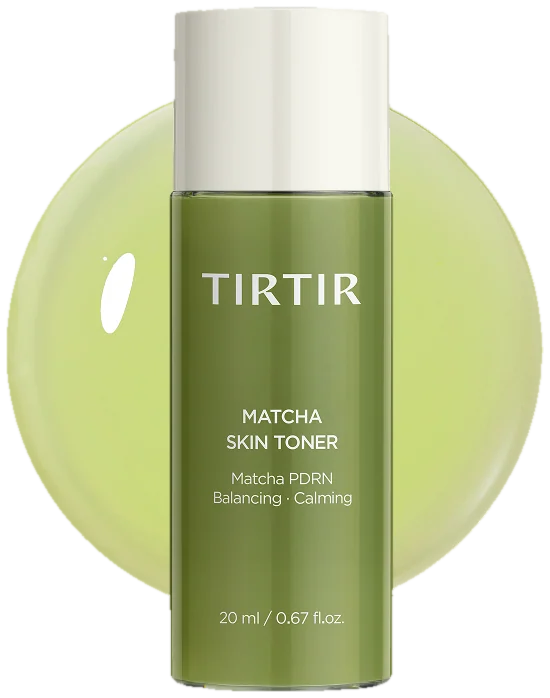 TIRTIR
MATCHA
SKIN TONER
Matcha PDRN
Balancing · Calming
20 ml / 0.67 fl.oz.